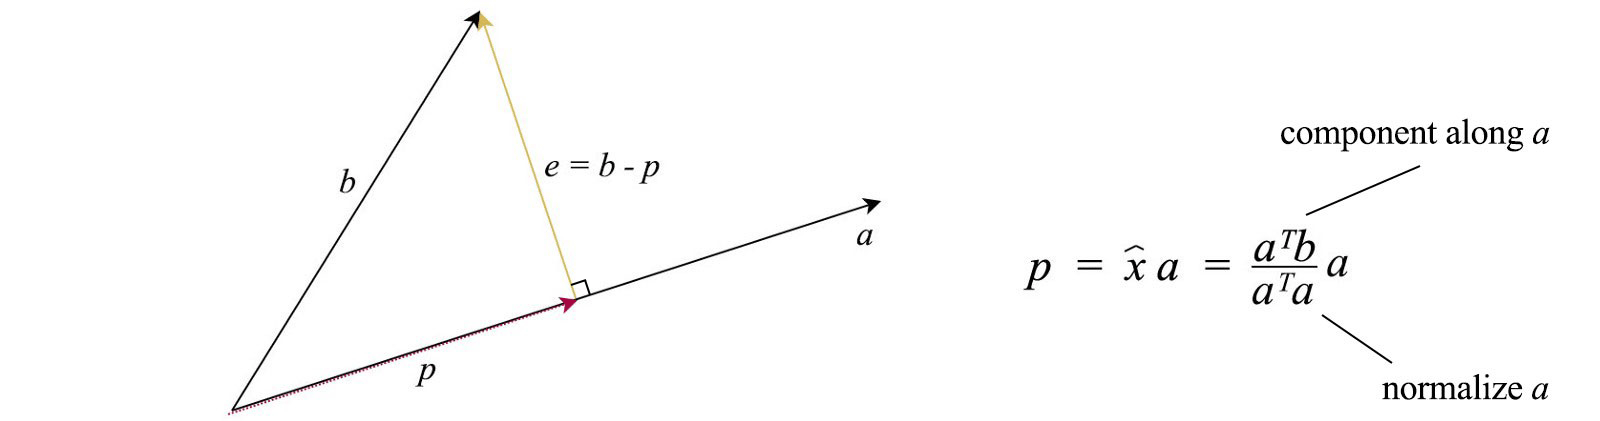 b
e = b - p
a
p
component along a
p = x̂ a = aᵀb / aᵀa a
normalize a